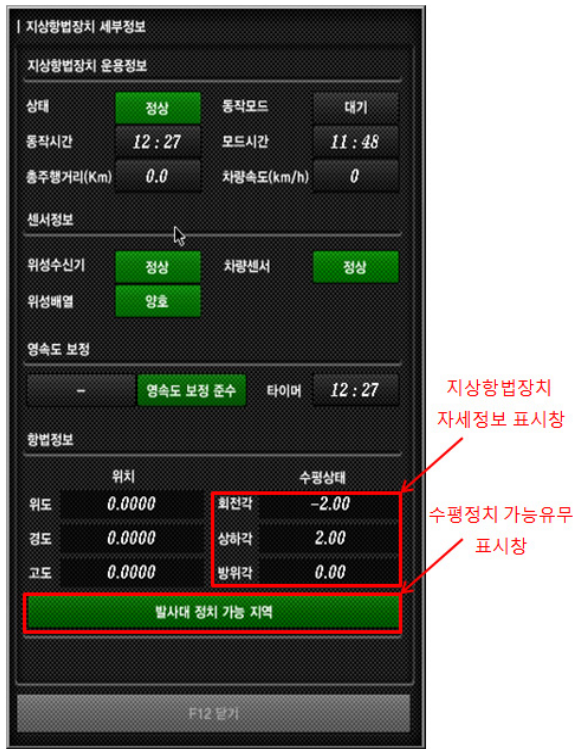 지상항법장치 세부정보
지상항법장치 운용정보
상태 정상 동작모드 대기
동작시간 12 : 27 모드시간 11 : 48
총주행거리(Km) 0.0 차량속도(km/h) 0
센서정보
위성수신기 정상 차량센서 정상
위성배열 양호
영속도 보정
– 영속도 보정 준수 타이머 12 : 27
항법정보
위치 수평상태
위도 0.0000 회전각 -2.00
경도 0.0000 상하각 2.00
고도 0.0000 방위각 0.00
발사대 정치 가능 지역
F12 닫기
지상항법장치
자세정보 표시창
수평정치 가능유무
표시창